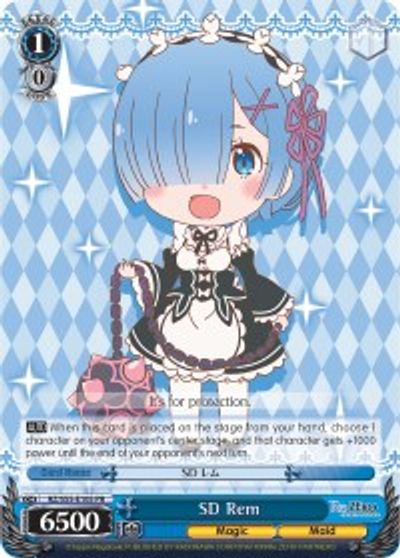 1
0
It's for protection.
When this card is placed on the stage from your hand, choose 1
character on your opponent's center stage, and that character gets +1000
power until the end of your opponent's next turn.
SD レム
SD Rem
6500
Magic
Maid